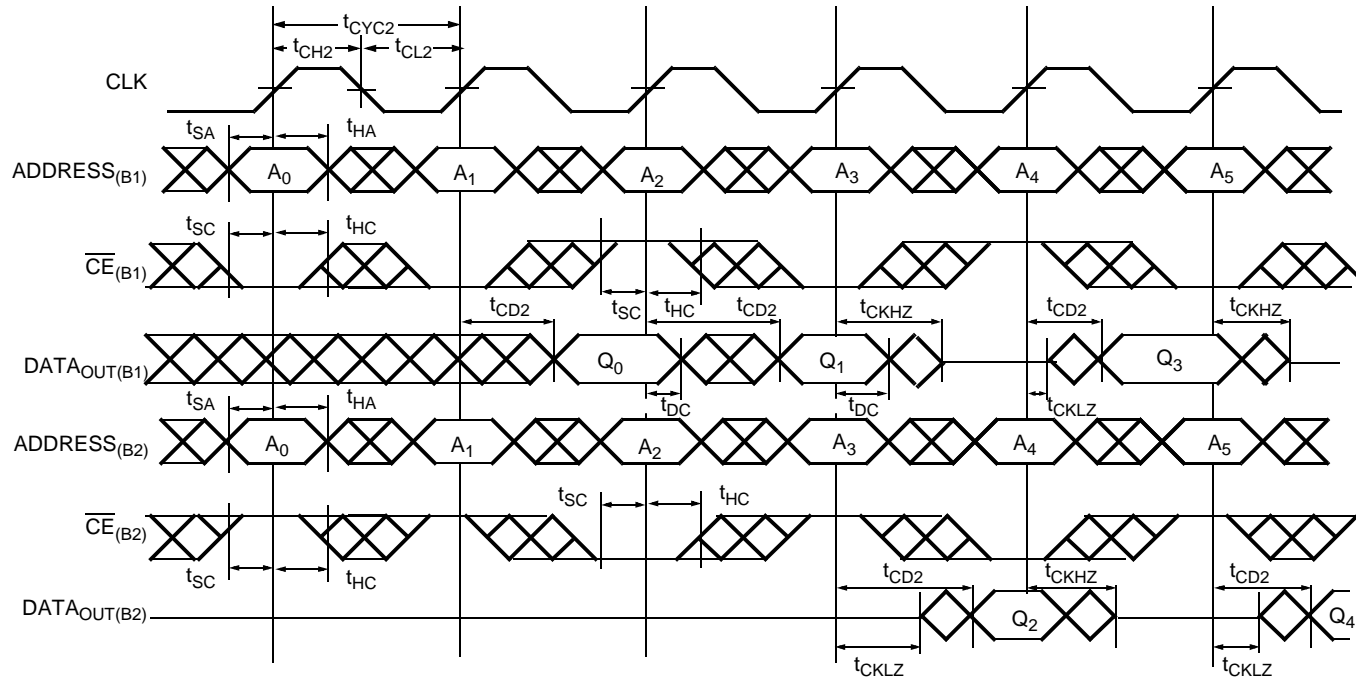 tCYC2
tCH2 tCL2
CLK
tSA tHA
ADDRESS(B1) A0 A1 A2 A3 A4 A5
tSC tHC
CE(B1)
tCD2 tSC tHC tCD2 tCKHZ tCD2 tCKHZ
DATAOUT(B1) Q0 Q1 Q3
tSA tHA tDC tDC tCKLZ
ADDRESS(B2) A0 A1 A2 A3 A4 A5
tSC tHC
CE(B2)
tSC tHC tCD2 tCKHZ tCD2
DATAOUT(B2) Q2 Q4
tCKLZ tCKLZ